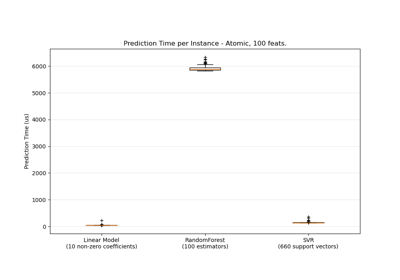 Prediction Time per Instance - Atomic, 100 feats.
Prediction Time (us)
6000
5000
4000
3000
2000
1000
0
Linear Model
(10 non-zero coefficients)
RandomForest
(100 estimators)
SVR
(660 support vectors)